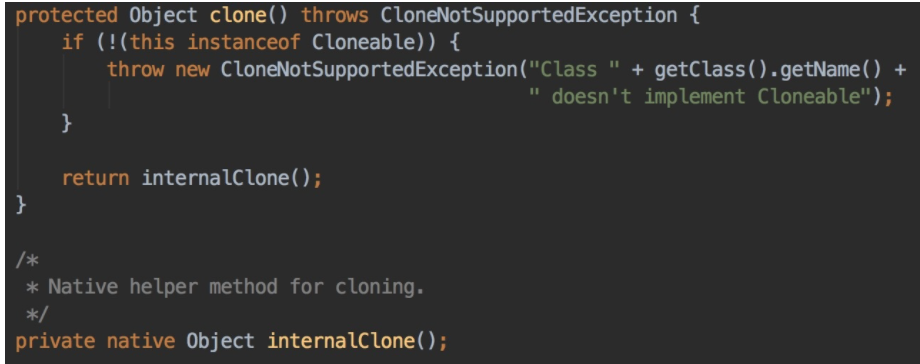 protected Object clone() throws CloneNotSupportedException {
    if (!(this instanceof Cloneable)) {
        throw new CloneNotSupportedException("Class " + getClass().getName() +
                                             " doesn't implement Cloneable");
    }

    return internalClone();
}

/*
 * Native helper method for cloning.
 */
private native Object internalClone();